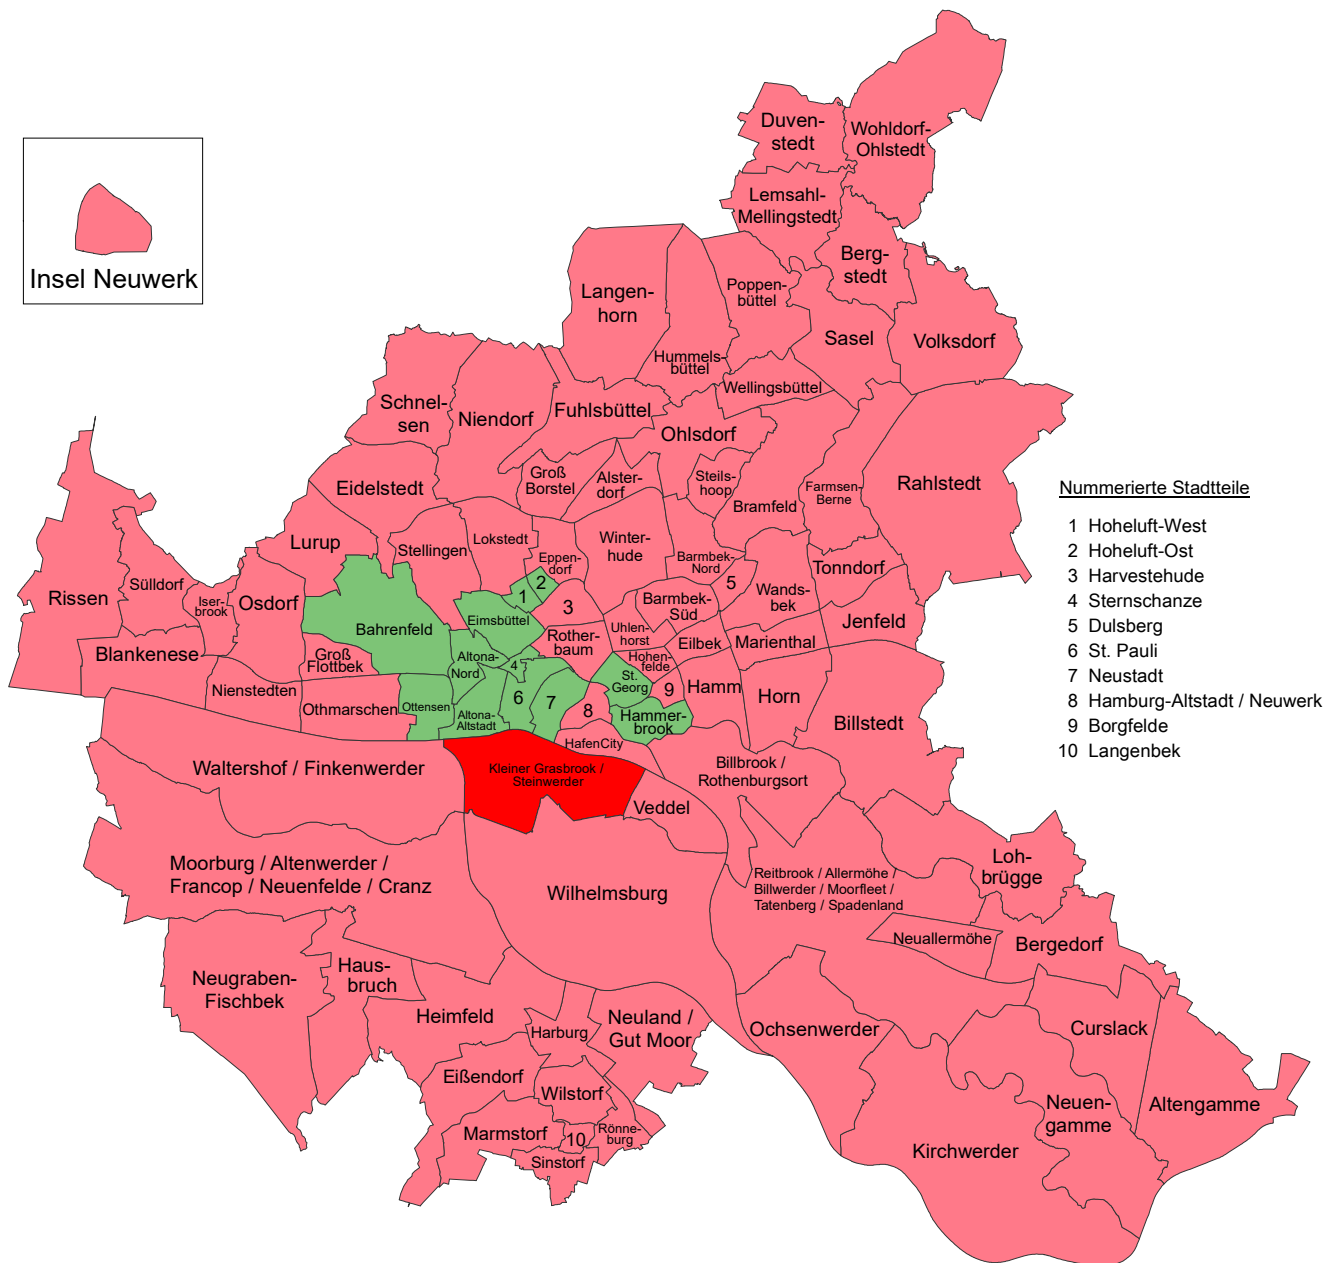 Duven-
stedt
Wohldorf-
Ohlstedt
Lemsahl-
Mellingstedt
Berg-
stedt
Insel Neuwerk
Langen-
horn
Poppen-
büttel
Sasel
Volksdorf
Hummels-
büttel
Wellingsbüttel
Schnel-
sen
Niendorf
Fuhlsbüttel
Ohlsdorf
Eidelstedt
Groß
Borstel
Alster-
dorf
Steils-
hoop
Bramfeld
Farmsen-
Berne
Rahlstedt
Nummerierte Stadtteile
1 Hoheluft-West
2 Hoheluft-Ost
3 Harvestehude
4 Sternschanze
5 Dulsberg
6 St. Pauli
7 Neustadt
8 Hamburg-Altstadt / Neuwerk
9 Borgfelde
10 Langenbek
Lurup
Stellingen
Lokstedt
Eppen-
dorf
Winter-
hude
Barmbek-
Nord
5
Wands-
bek
Tonndorf
Rissen
Sülldorf
Iser-
brook
Osdorf
Bahrenfeld
Eimsbüttel
1
2
3
Barmbek-
Süd
Uhlen-
horst
Eilbek
Marienthal
Jenfeld
Blankenese
Groß
Flottbek
Altona-
Nord
4
Rother-
baum
Hohen-
felde
St.
Georg
9
Hamm
Horn
Billstedt
Nienstedten
Othmarschen
Ottensen
Altona-
Altstadt
6
7
8
Hammer-
brook
HafenCity
Waltershof / Finkenwerder
Kleiner Grasbrook /
Steinwerder
Billbrook /
Rothenburgsort
Veddel
Moorburg / Altenwerder /
Francop / Neuenfelde / Cranz
Wilhelmsburg
Reitbrook / Allermöhe /
Billwerder / Moorfleet /
Tatenberg / Spadenland
Loh-
brügge
Neuallermöhe
Bergedorf
Neugraben-
Fischbek
Haus-
bruch
Heimfeld
Harburg
Neuland /
Gut Moor
Ochsenwerder
Curslack
Eißendorf
Wilstorf
Neuen-
gamme
Altengamme
Marmstorf
10
Rönne-
burg
Sinstorf
Kirchwerder